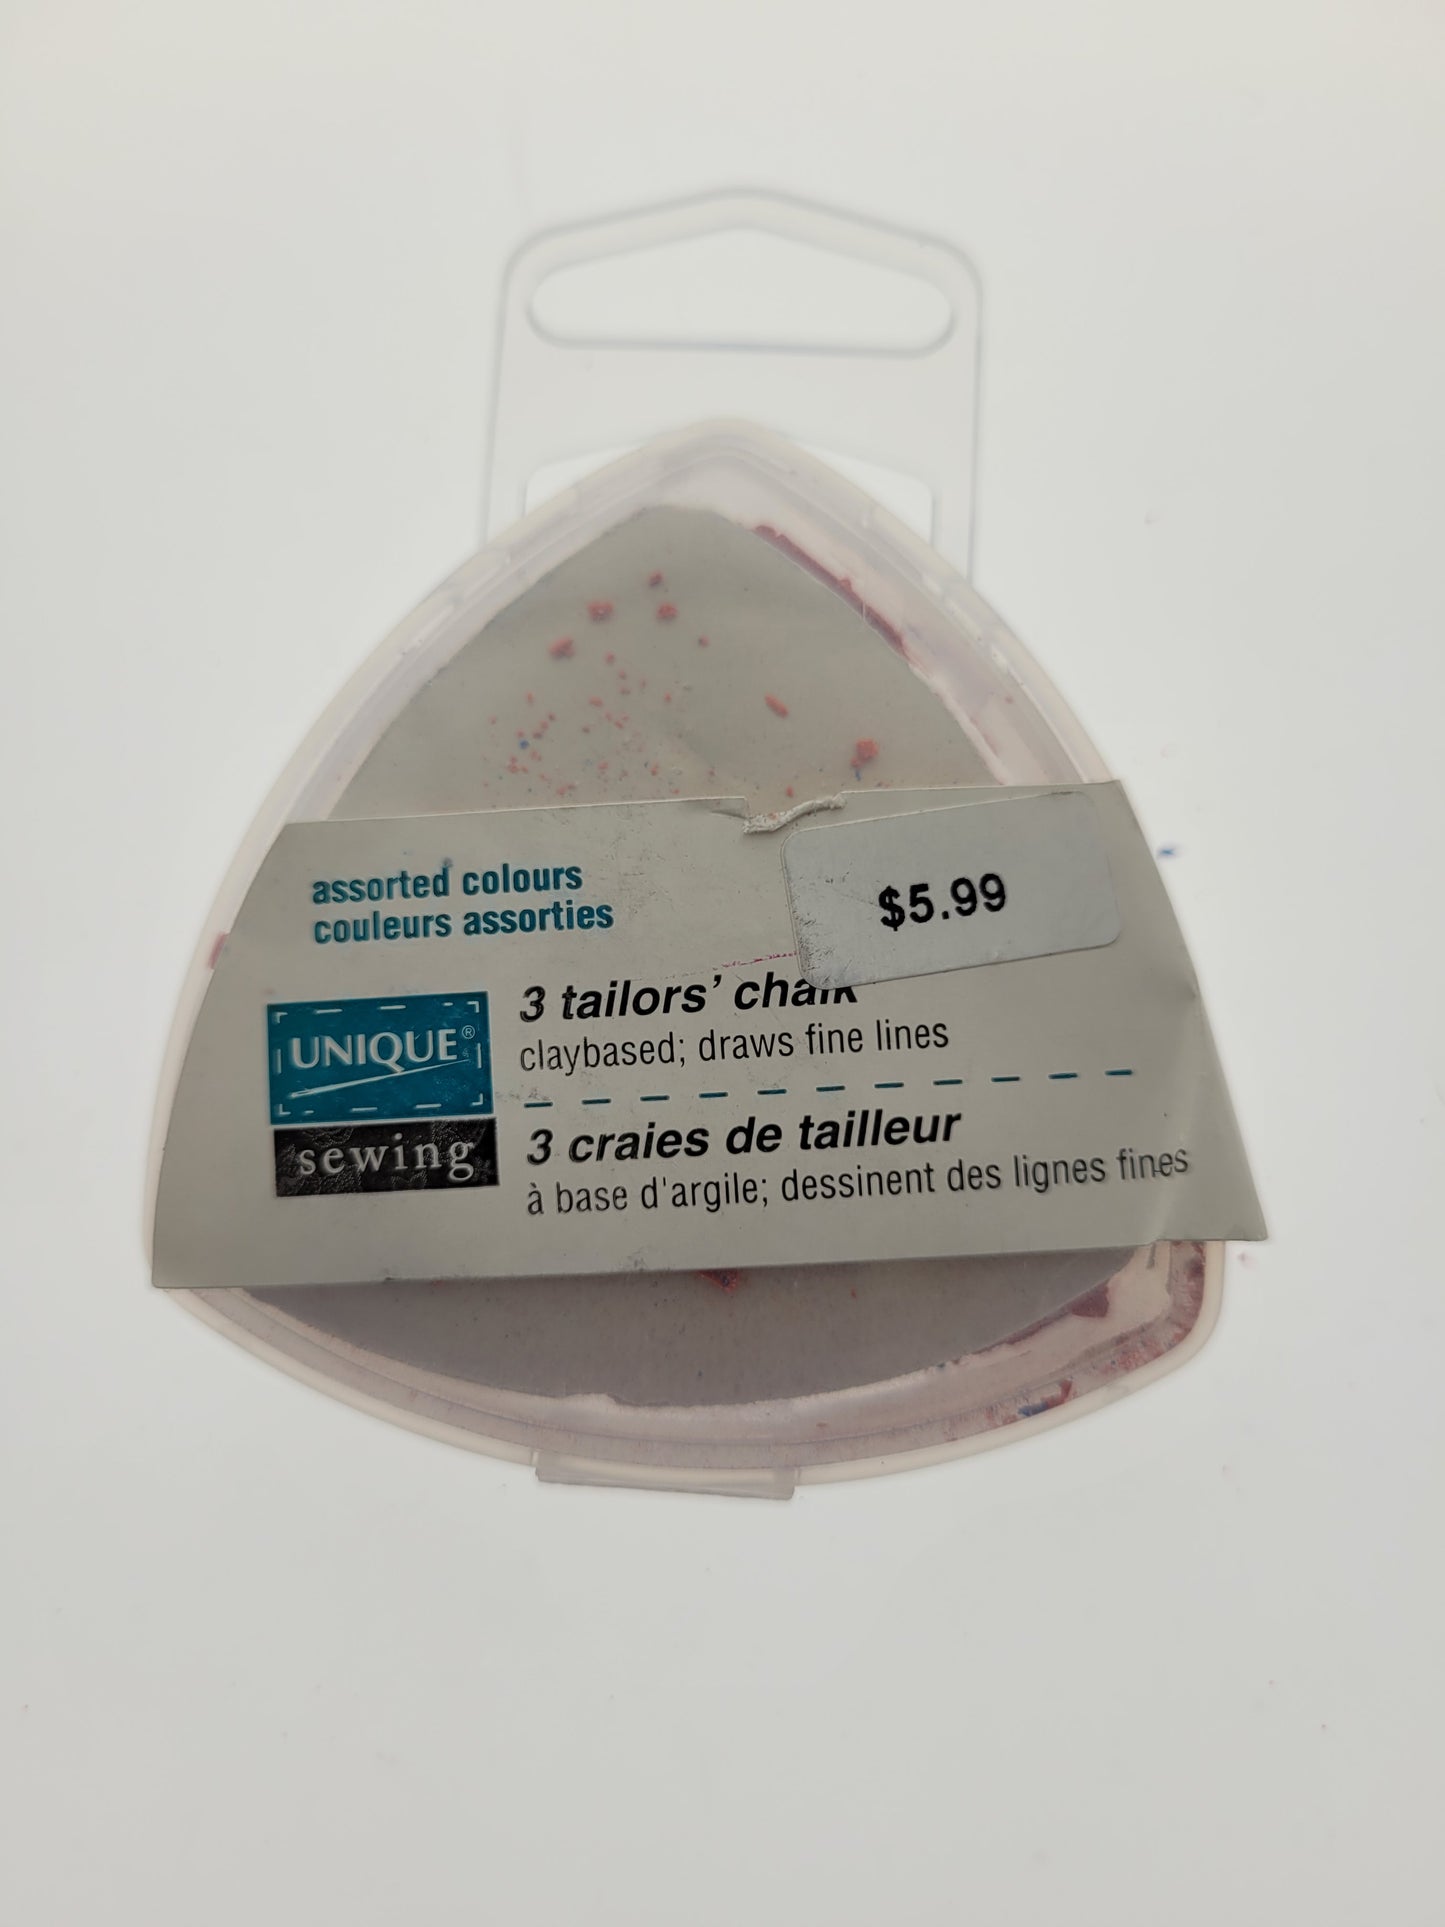 assorted colours
couleurs assorties
$5.99
UNIQUE®
sewing
3 tailors' chalk
claybased; draws fine lines
3 craies de tailleur
à base d'argile; dessinent des lignes fines